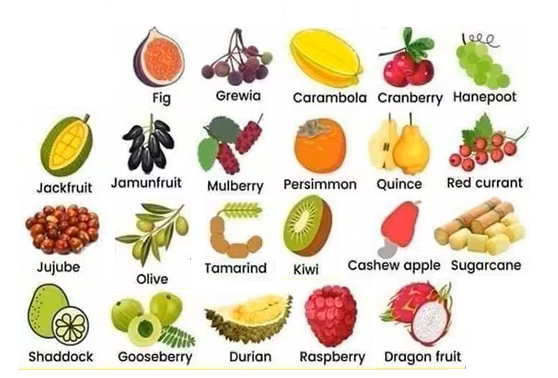 Fig
Grewia
Carambola
Cranberry
Hanepoot
Jackfruit
Jamunfruit
Mulberry
Persimmon
Quince
Red currant
Jujube
Olive
Tamarind
Kiwi
Cashew apple
Sugarcane
Shaddock
Gooseberry
Durian
Raspberry
Dragon fruit